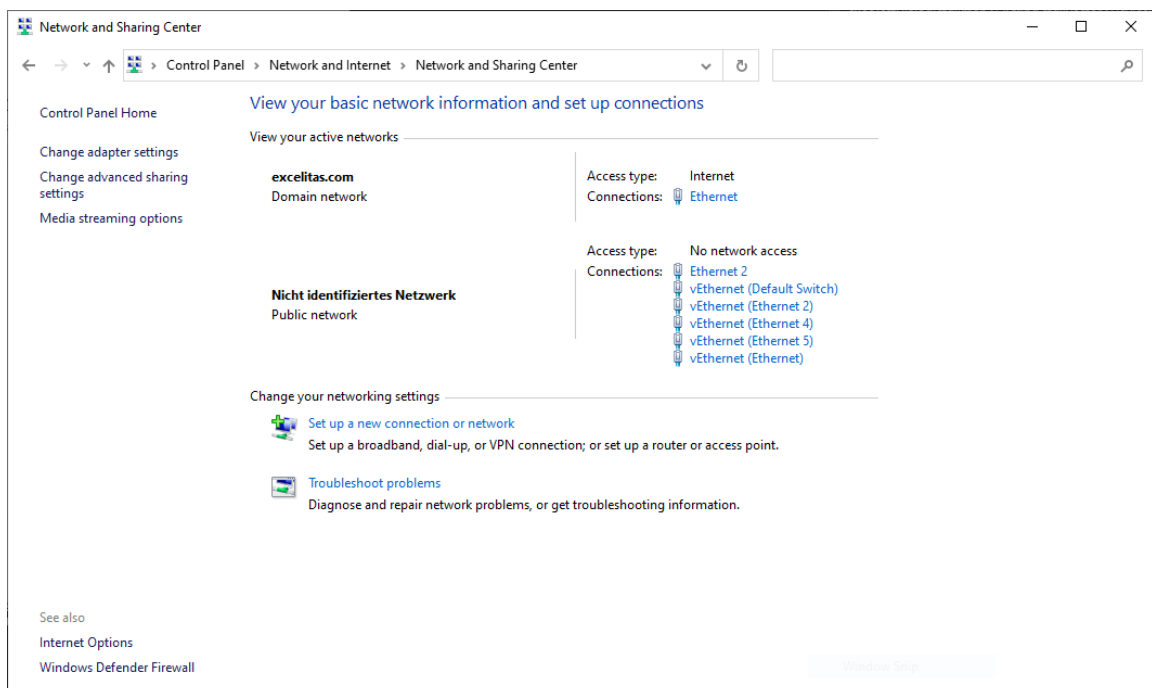 Network and Sharing Center
Control Panel > Network and Internet > Network and Sharing Center
Control Panel Home
Change adapter settings
Change advanced sharing
settings
Media streaming options
View your basic network information and set up connections
View your active networks
excelitas.com
Domain network
Access type: Internet
Connections: Ethernet
Nicht identifiziertes Netzwerk
Public network
Access type: No network access
Connections: Ethernet 2
vEthernet (Default Switch)
vEthernet (Ethernet 2)
vEthernet (Ethernet 4)
vEthernet (Ethernet 5)
vEthernet (Ethernet)
Change your networking settings
Set up a new connection or network
Set up a broadband, dial-up, or VPN connection; or set up a router or access point.
Troubleshoot problems
Diagnose and repair network problems, or get troubleshooting information.
See also
Internet Options
Windows Defender Firewall
Window Snip